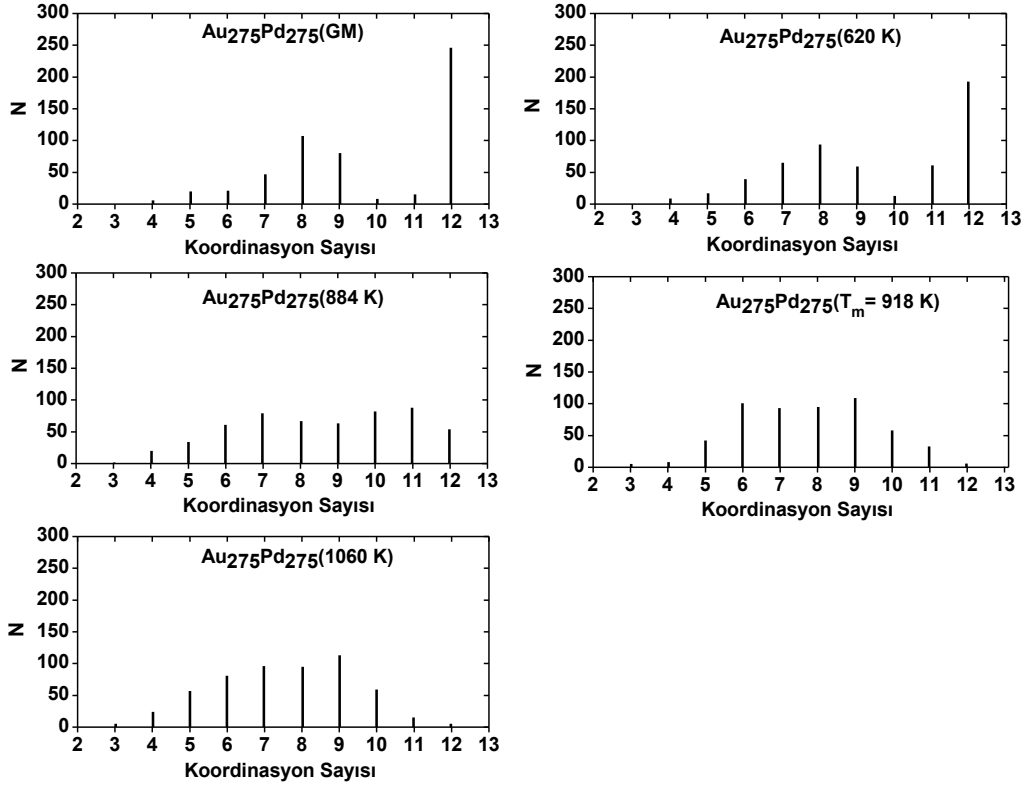 Au275Pd275(GM)
300
250
200
150
100
50
0
N
2 3 4 5 6 7 8 9 10 11 12 13
Koordinasyon Sayısı
Au275Pd275(620 K)
300
250
200
150
100
50
0
N
2 3 4 5 6 7 8 9 10 11 12 13
Koordinasyon Sayısı
Au275Pd275(884 K)
300
250
200
150
100
50
0
N
2 3 4 5 6 7 8 9 10 11 12 13
Koordinasyon Sayısı
Au275Pd275(Tm= 918 K)
300
250
200
150
100
50
0
N
2 3 4 5 6 7 8 9 10 11 12 13
Koordinasyon Sayısı
Au275Pd275(1060 K)
300
250
200
150
100
50
0
N
2 3 4 5 6 7 8 9 10 11 12 13
Koordinasyon Sayısı